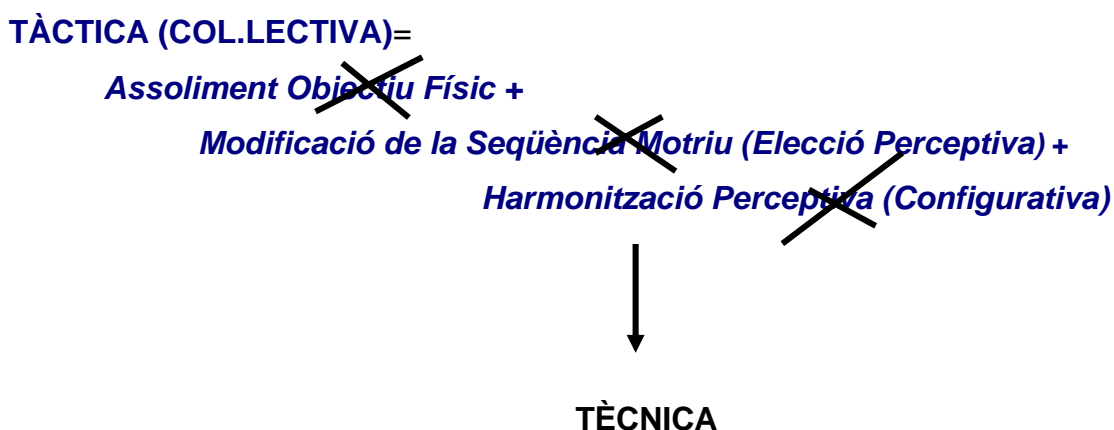 TÀCTICA (COL.LECTIVA)=
Assoliment Objectiu Físic +
Modificació de la Seqüència Motriu (Elecció Perceptiva) +
Harmonització Perceptiva (Configurativa)
TÈCNICA